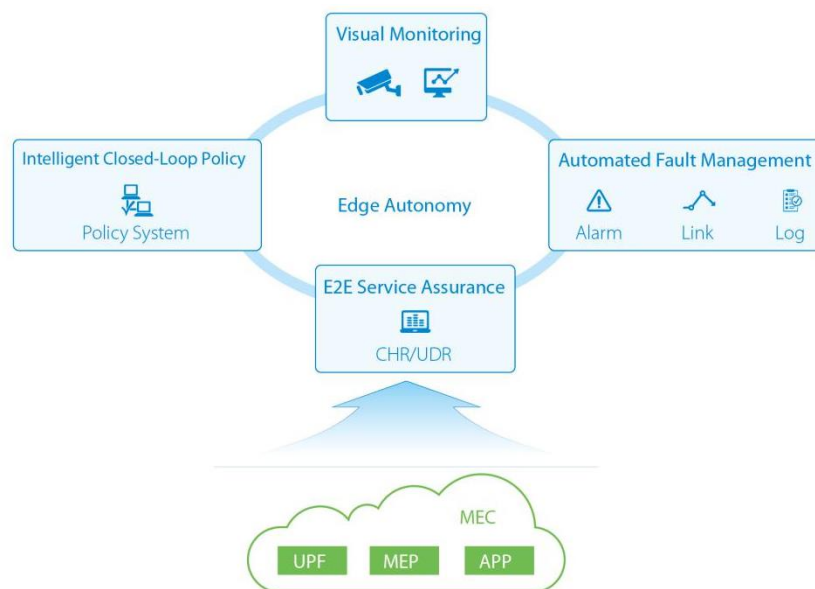 Visual Monitoring
Intelligent Closed-Loop Policy
Policy System
Edge Autonomy
Automated Fault Management
Alarm Link Log
E2E Service Assurance
CHR/UDR
MEC
UPF MEP APP